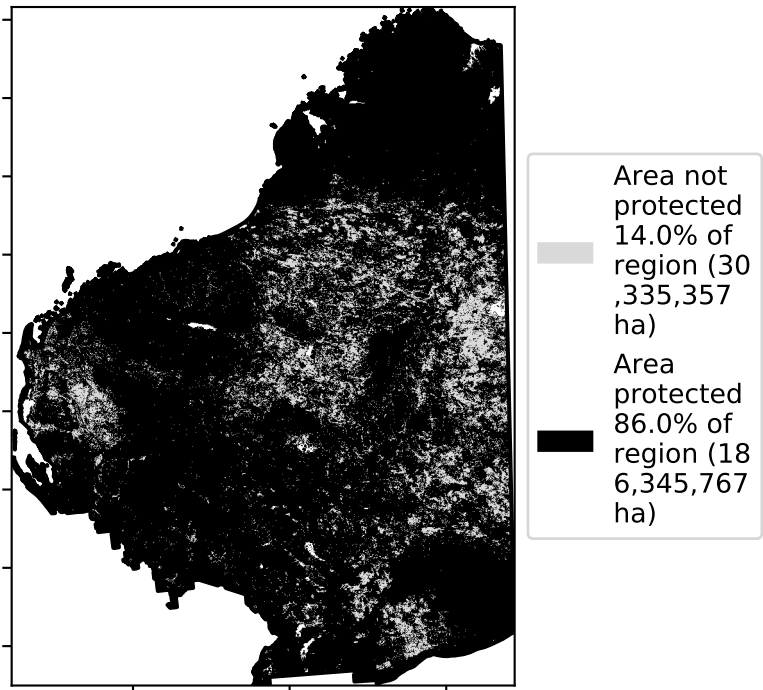 Area not
protected
14.0% of
region (30
,335,357
ha)
Area
protected
86.0% of
region (18
6,345,767
ha)